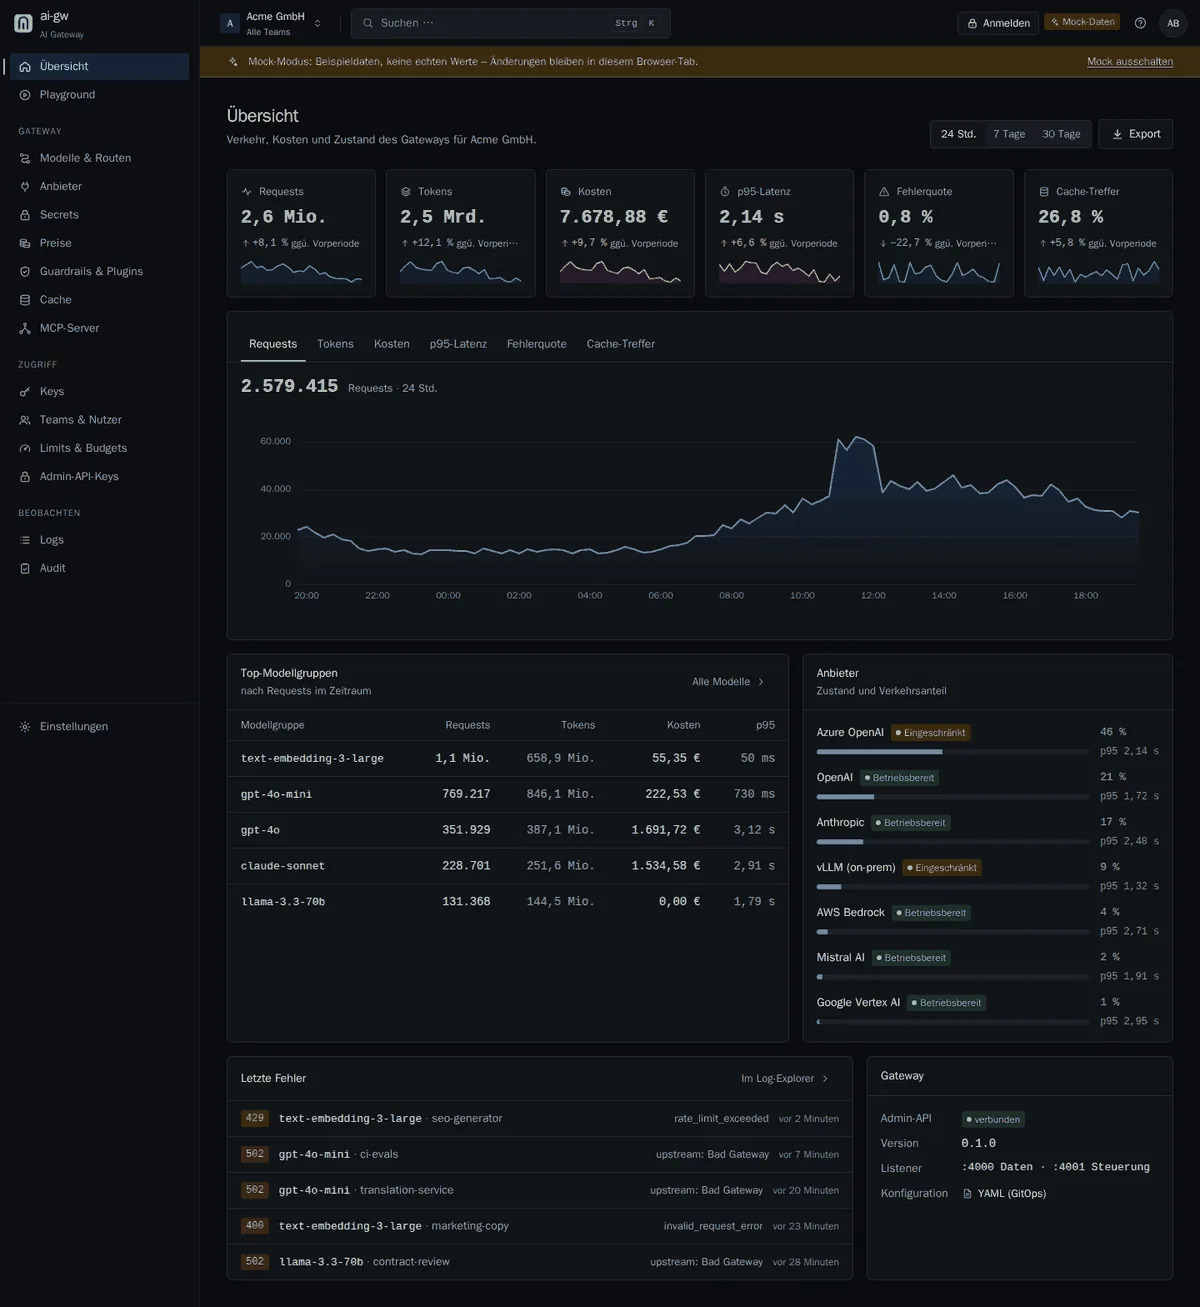 ai-gw
AI Gateway
Übersicht
Playground
GATEWAY
Modelle & Routen
Anbieter
Secrets
Preise
Guardrails & Plugins
Cache
MCP-Server
ZUGRIFF
Keys
Teams & Nutzer
Limits & Budgets
Admin-API-Keys
BEOBACHTEN
Logs
Audit
Einstellungen
A Acme GmbH
Alle Teams
Suchen ··· Strg K
Anmelden
Mock-Daten
AB
Mock-Modus: Beispieldaten, keine echten Werte – Änderungen bleiben in diesem Browser-Tab. Mock ausschalten
Übersicht
Verkehr, Kosten und Zustand des Gateways für Acme GmbH.
24 Std. 7 Tage 30 Tage Export
Requests
2,6 Mio.
↑ +8,1 % ggü. Vorperiode
Tokens
2,5 Mrd.
↑ +12,1 % ggü. Vorperi···
Kosten
7.678,88 €
↑ +9,7 % ggü. Vorperiode
p95-Latenz
2,14 s
↑ +6,6 % ggü. Vorperiode
Fehlerquote
0,8 %
↓ −22,7 % ggü. Vorperi···
Cache-Treffer
26,8 %
↑ +5,8 % ggü. Vorperiode
Requests Tokens Kosten p95-Latenz Fehlerquote Cache-Treffer
2.579.415 Requests · 24 Std.
60.000
40.000
20.000
0
20:00 22:00 00:00 02:00 04:00 06:00 08:00 10:00 12:00 14:00 16:00 18:00
Top-Modellgruppen
nach Requests im Zeitraum
Alle Modelle
Modellgruppe Requests Tokens Kosten p95
text-embedding-3-large 1,1 Mio. 658,9 Mio. 55,35 € 50 ms
gpt-4o-mini 769.217 846,1 Mio. 222,53 € 730 ms
gpt-4o 351.929 387,1 Mio. 1.691,72 € 3,12 s
claude-sonnet 228.701 251,6 Mio. 1.534,58 € 2,91 s
llama-3.3-70b 131.368 144,5 Mio. 0,00 € 1,79 s
Anbieter
Zustand und Verkehrsanteil
Azure OpenAI Eingeschränkt 46 %
p95 2,14 s
OpenAI Betriebsbereit 21 %
p95 1,72 s
Anthropic Betriebsbereit 17 %
p95 2,48 s
vLLM (on-prem) Eingeschränkt 9 %
p95 1,32 s
AWS Bedrock Betriebsbereit 4 %
p95 2,71 s
Mistral AI Betriebsbereit 2 %
p95 1,91 s
Google Vertex AI Betriebsbereit 1 %
p95 2,95 s
Letzte Fehler
Im Log-Explorer
429 text-embedding-3-large · seo-generator rate_limit_exceeded vor 2 Minuten
502 gpt-4o-mini · ci-evals upstream: Bad Gateway vor 7 Minuten
502 gpt-4o-mini · translation-service upstream: Bad Gateway vor 20 Minuten
400 text-embedding-3-large · marketing-copy invalid_request_error vor 23 Minuten
502 llama-3.3-70b · contract-review upstream: Bad Gateway vor 28 Minuten
Gateway
Admin-API verbunden
Version 0.1.0
Listener :4000 Daten · :4001 Steuerung
Konfiguration YAML (GitOps)